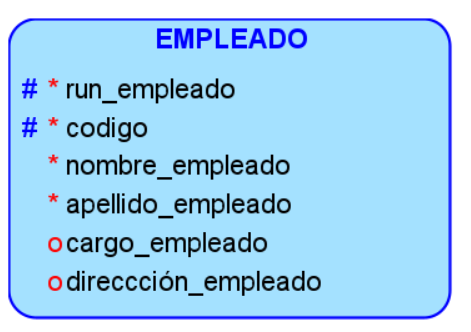 EMPLEADO
# * run_empleado
# * codigo
* nombre_empleado
* apellido_empleado
o cargo_empleado
o direccción_empleado